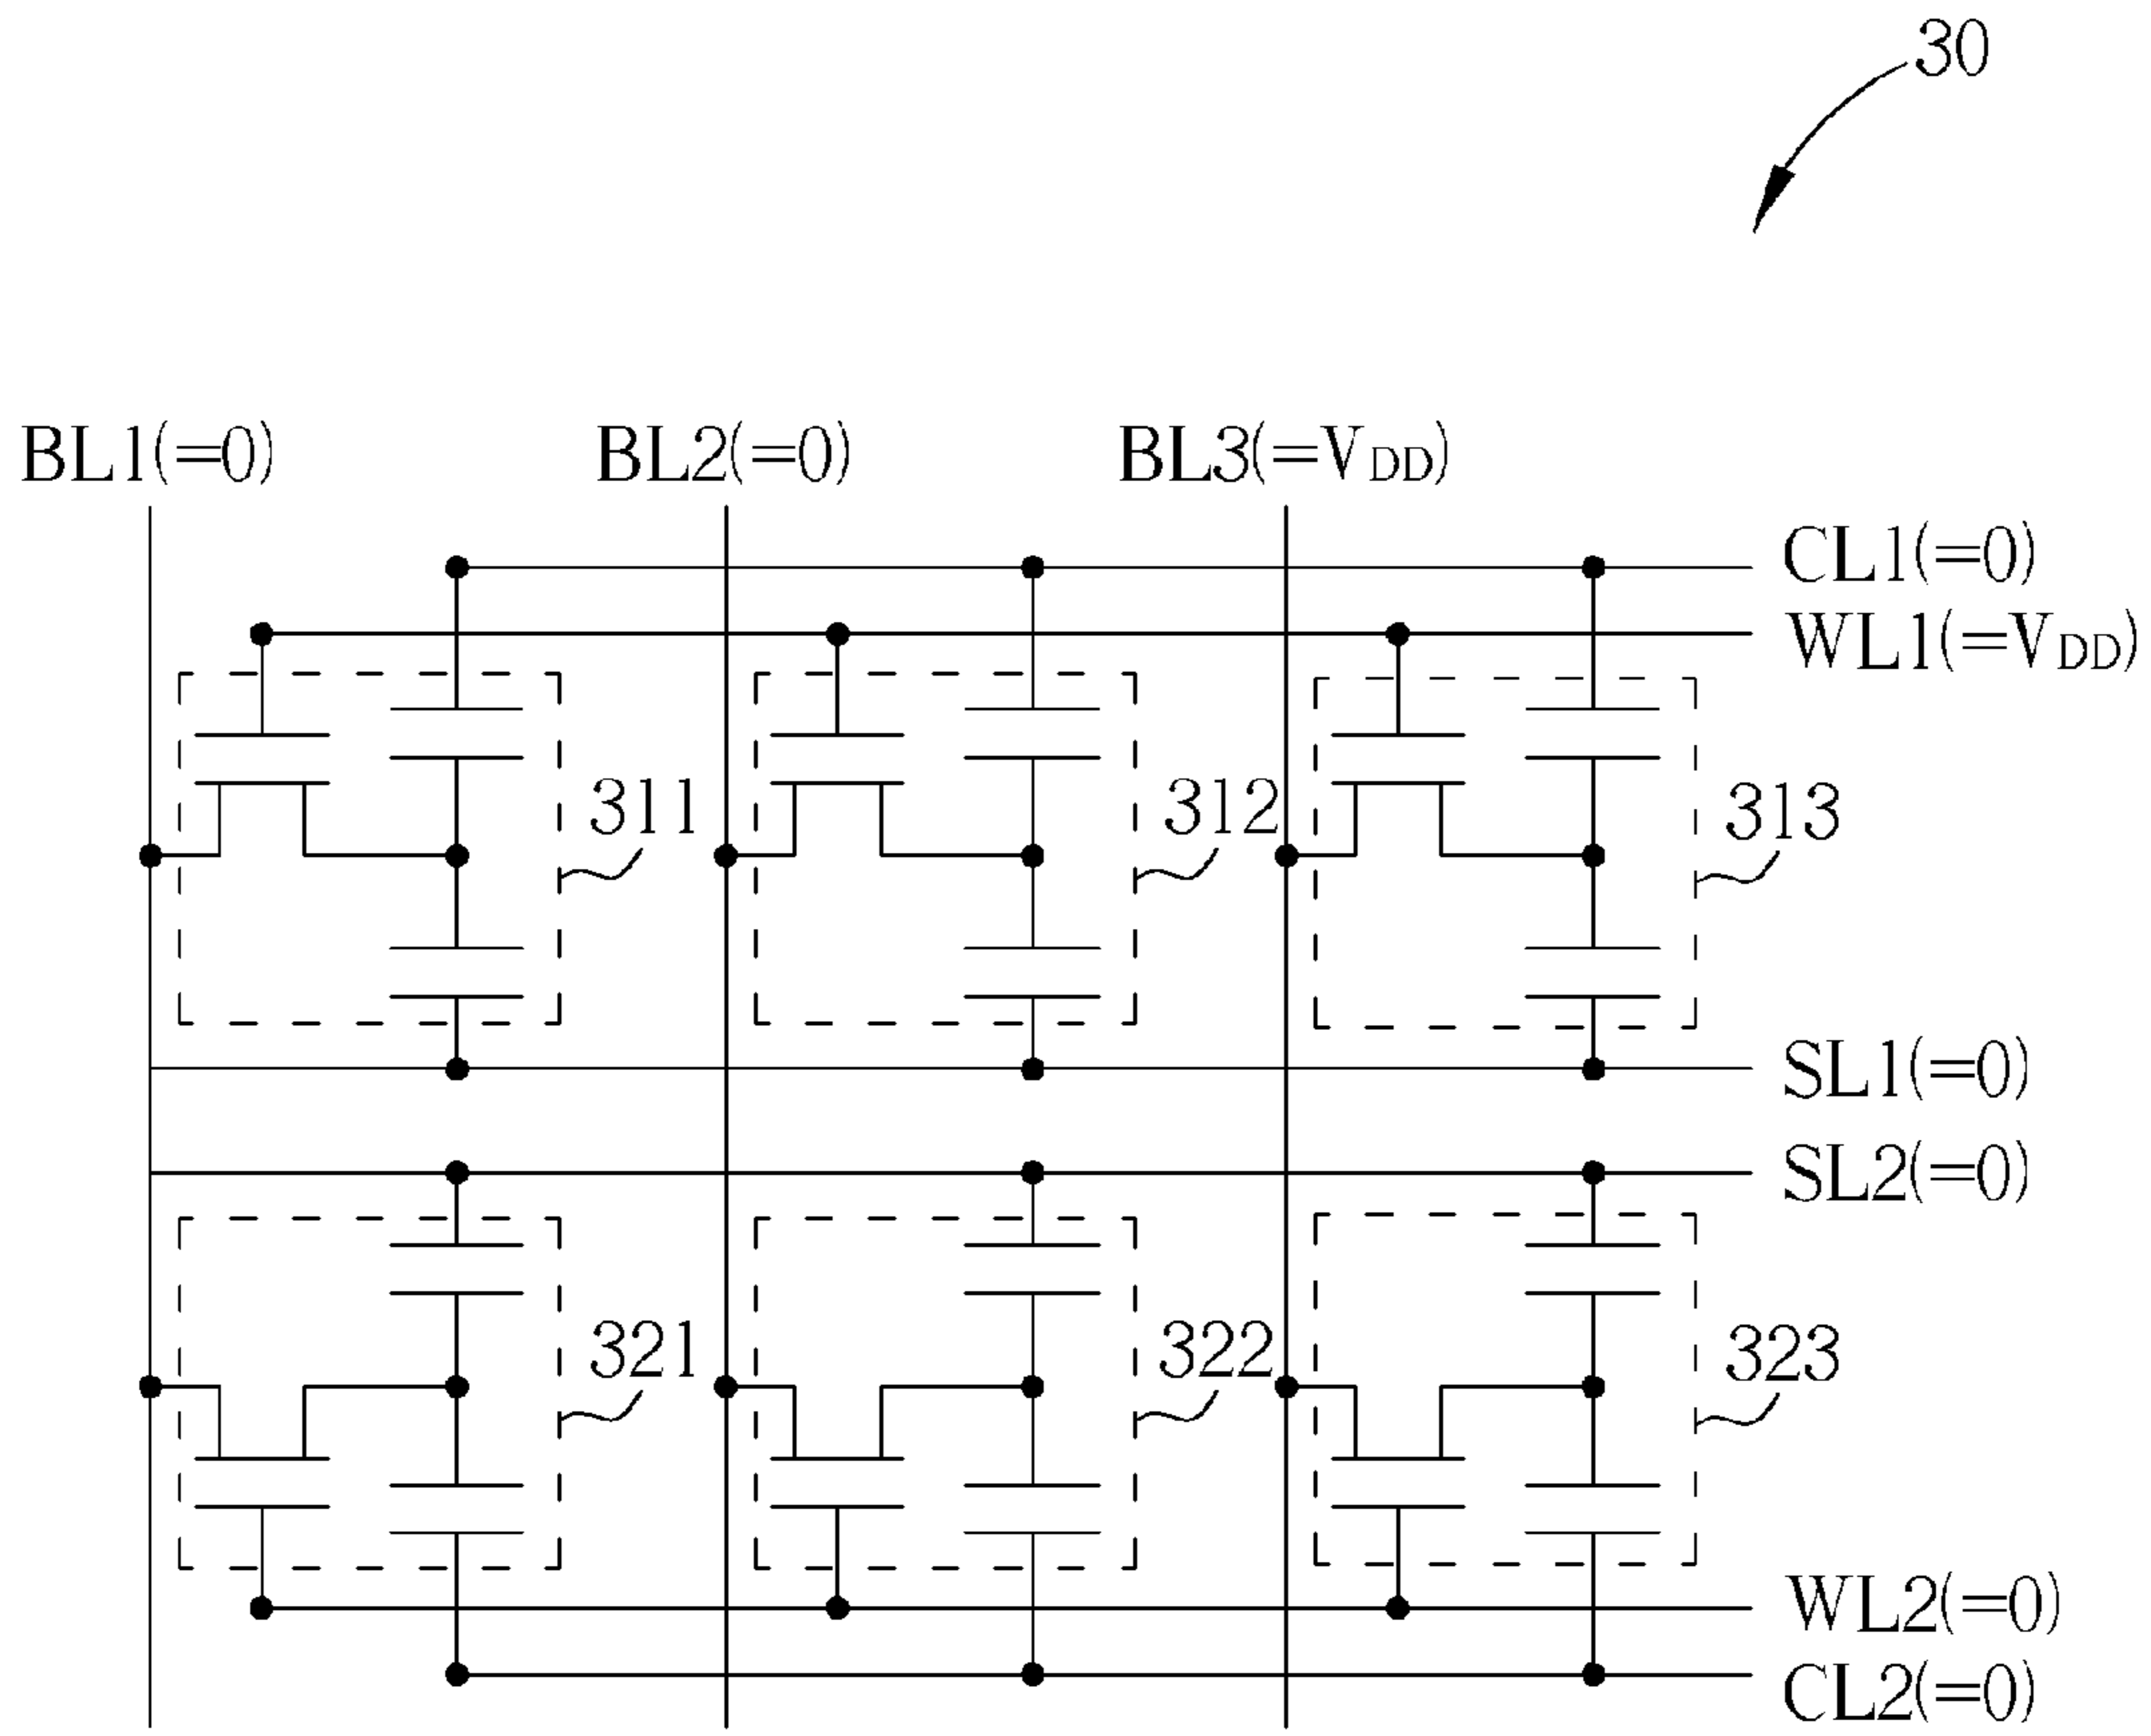 30
BL1(=0)
BL2(=0)
BL3(=VDD)
CL1(=0)
WL1(=VDD)
311
312
313
SL1(=0)
SL2(=0)
321
322
323
WL2(=0)
CL2(=0)